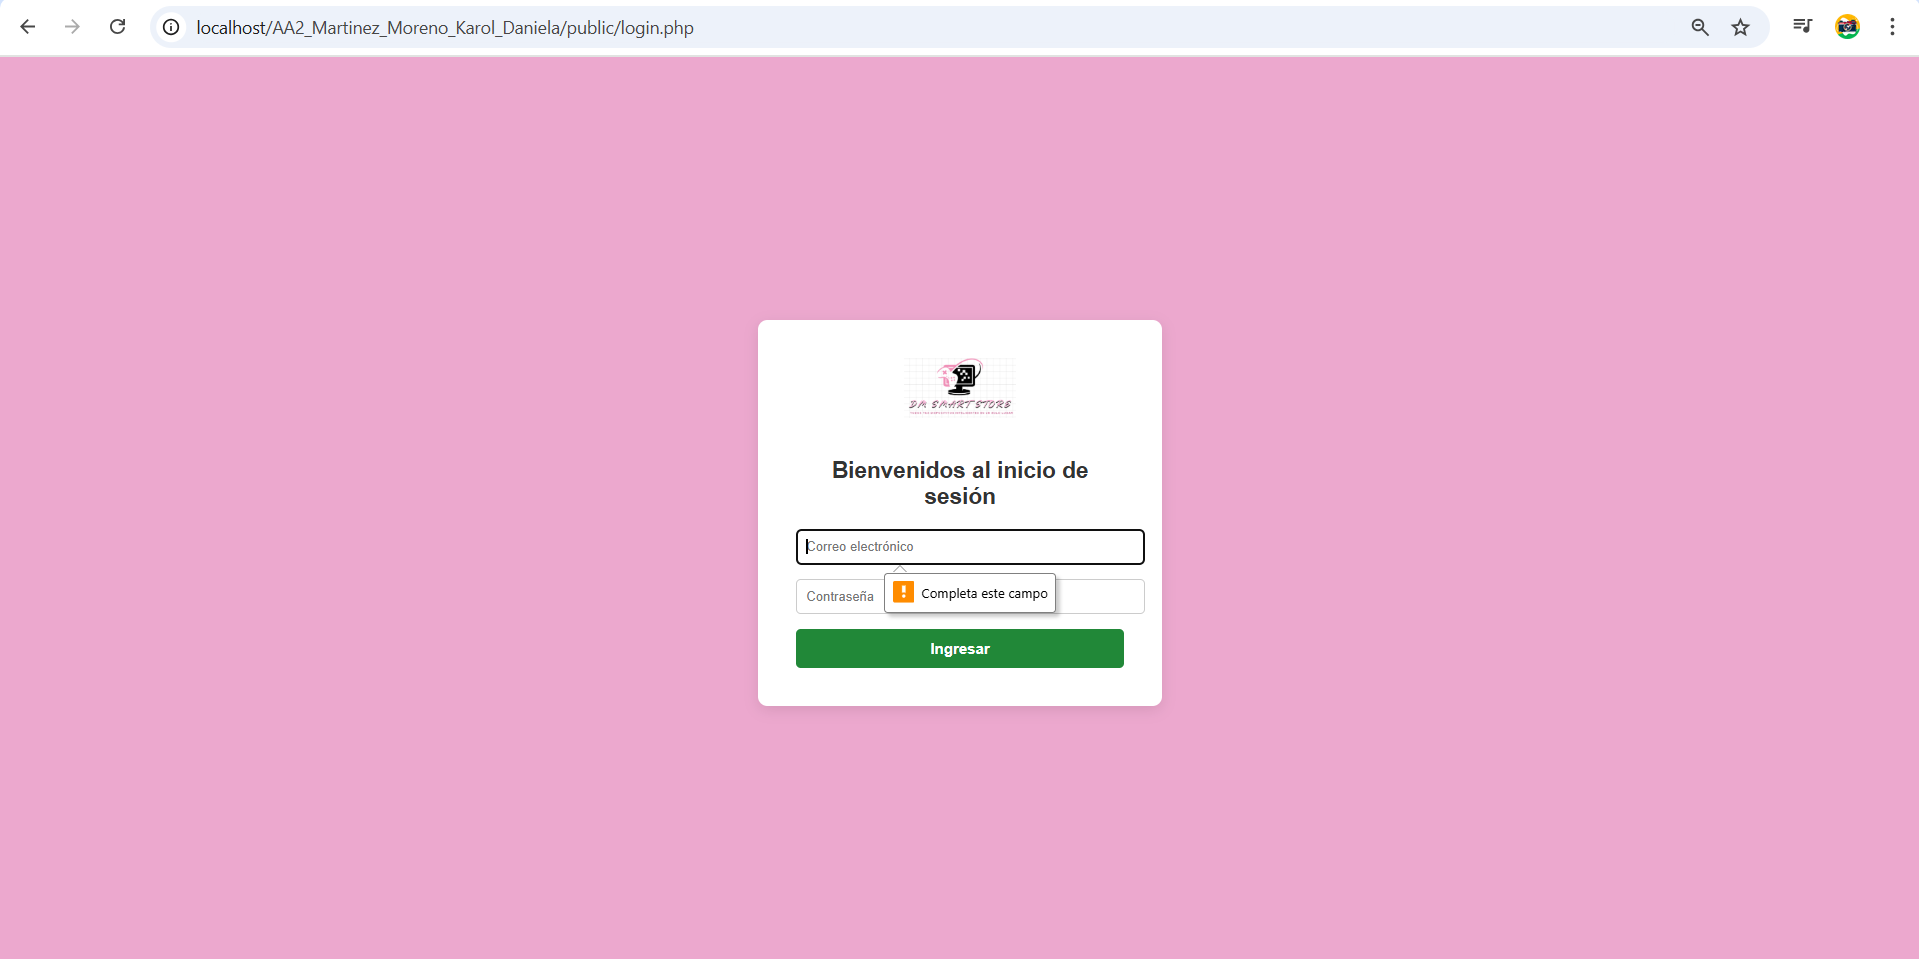 localhost/AA2_Martinez_Moreno_Karol_Daniela/public/login.php
DM SMART STORE
Bienvenidos al inicio de
sesión
Correo electrónico
Contraseña
Completa este campo
Ingresar